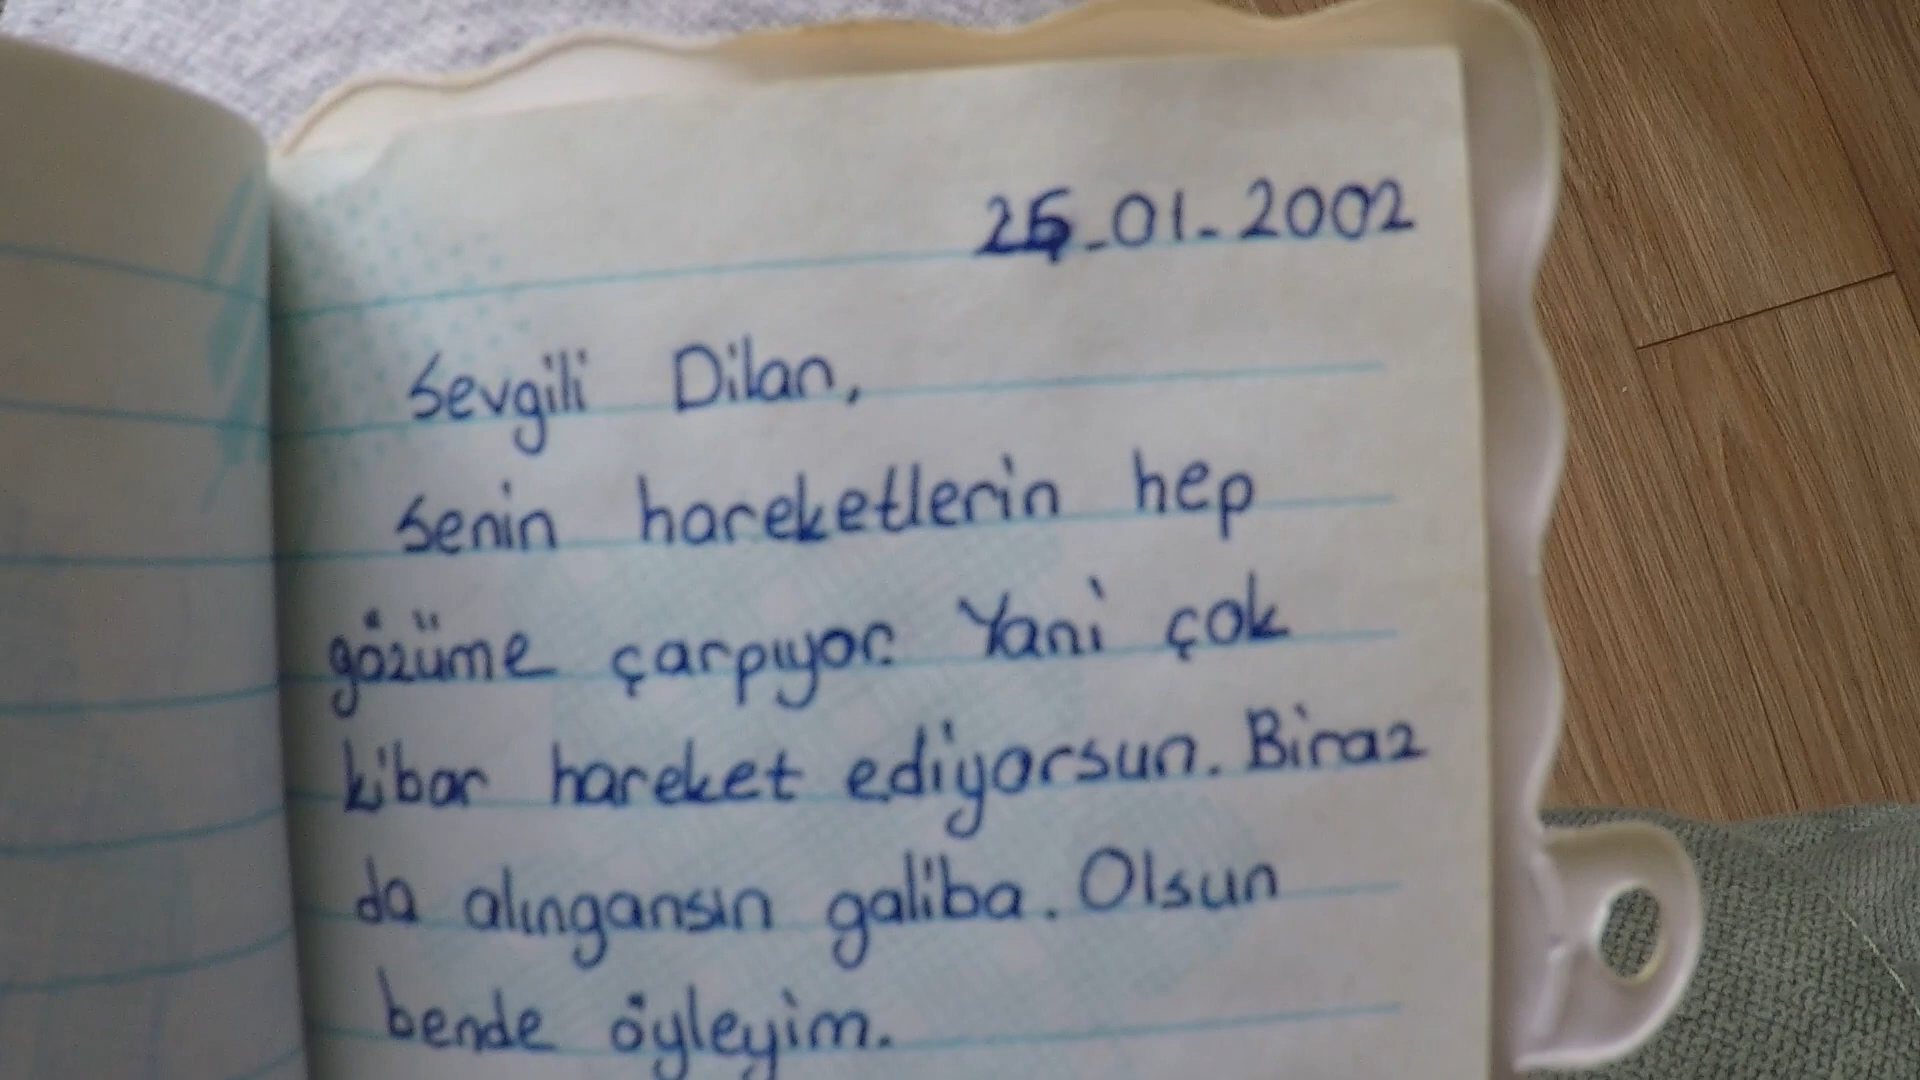 25-01-2002
Sevgili Dilan,
Senin hareketlerin hep
gözüme çarpıyor. Yani çok
kibar hareket ediyorsun. Biraz
da alıngansın galiba. Olsun
bende öyleyim.